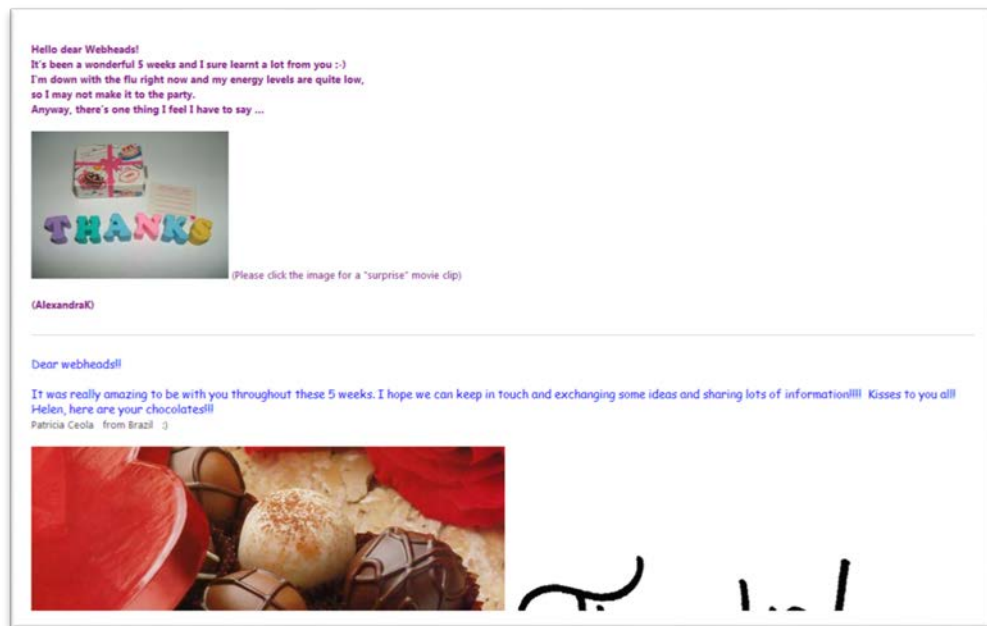 Hello dear Webheads!
It's been a wonderful 5 weeks and I sure learnt a lot from you :-)
I'm down with the flu right now and my energy levels are quite low,
so I may not make it to the party.
Anyway, there's one thing I feel I have to say ...
THANKS
(Please click the image for a "surprise" movie clip)
(AlexandraK)
Dear webheads!!
It was really amazing to be with you throughout these 5 weeks. I hope we can keep in touch and exchanging some ideas and sharing lots of information!!!! Kisses to you all!
Helen, here are your chocolates!!!
Patricia Ceola from Brazil :)